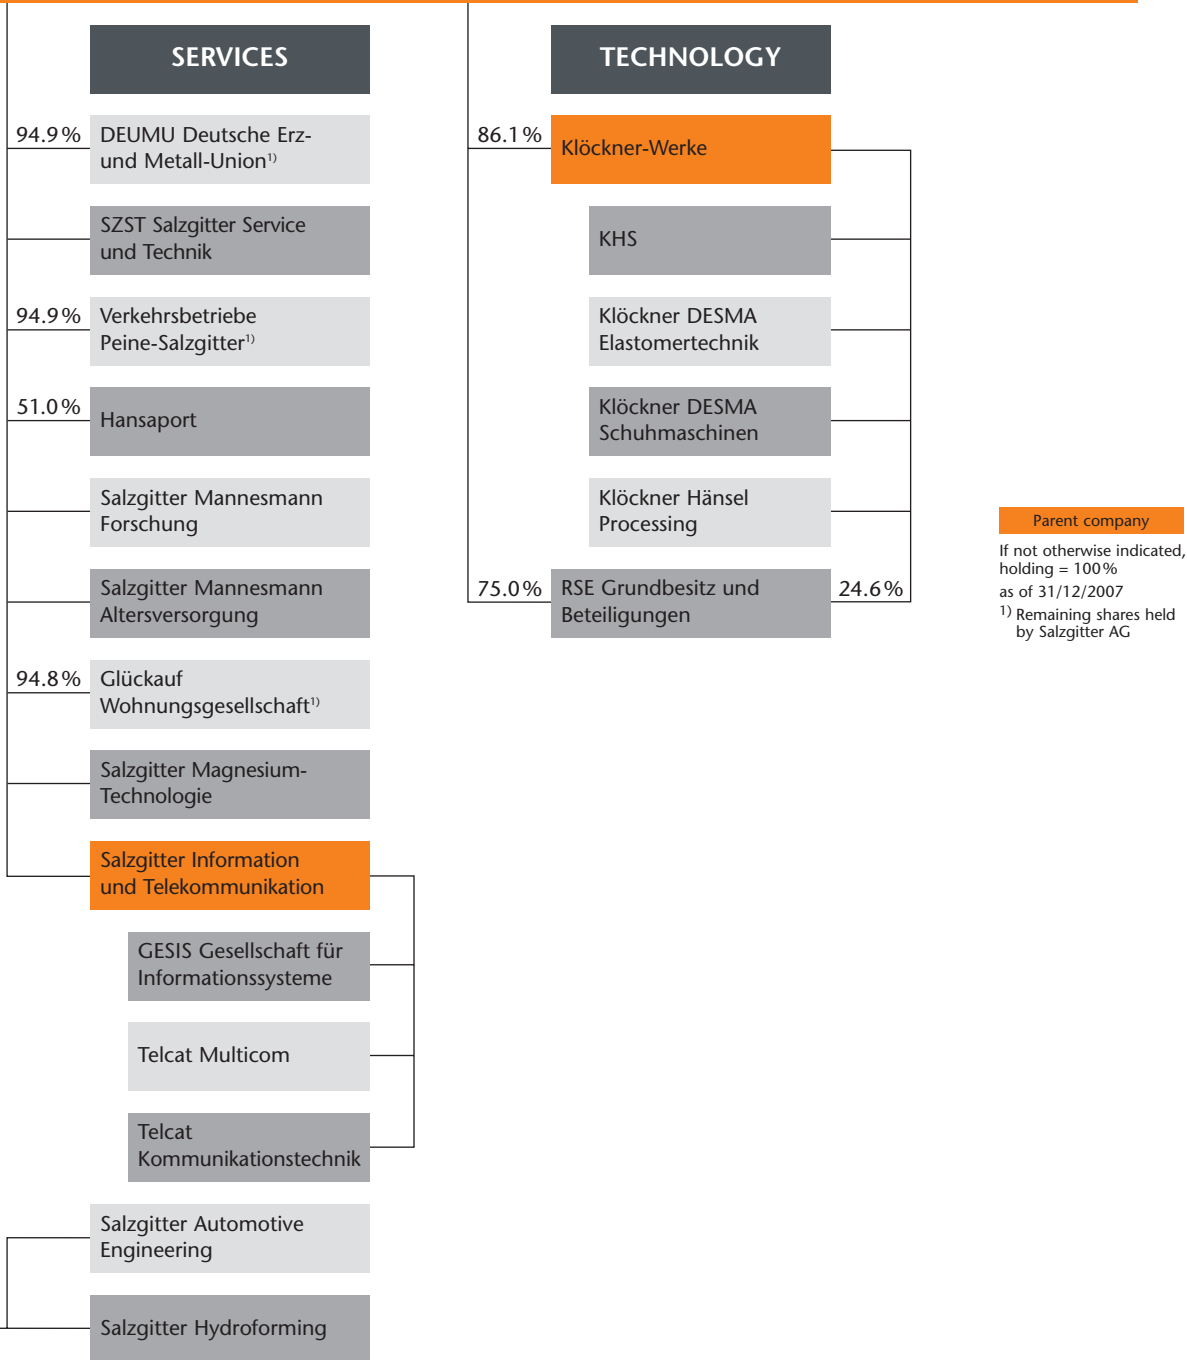 SERVICES
94.9%
DEUMU Deutsche Erz-
und Metall-Union1)
SZST Salzgitter Service
und Technik
94.9%
Verkehrsbetriebe
Peine-Salzgitter1)
51.0%
Hansaport
Salzgitter Mannesmann
Forschung
Salzgitter Mannesmann
Altersversorgung
94.8%
Glückauf
Wohnungsgesellschaft1)
Salzgitter Magnesium-
Technologie
Salzgitter Information
und Telekommunikation
GESIS Gesellschaft für
Informationssysteme
Telcat Multicom
Telcat
Kommunikationstechnik
Salzgitter Automotive
Engineering
Salzgitter Hydroforming
TECHNOLOGY
86.1%
Klöckner-Werke
KHS
Klöckner DESMA
Elastomertechnik
Klöckner DESMA
Schuhmaschinen
Klöckner Hänsel
Processing
75.0%
RSE Grundbesitz und
Beteiligungen
24.6%
Parent company
If not otherwise indicated,
holding = 100%
as of 31/12/2007
1) Remaining shares held
by Salzgitter AG